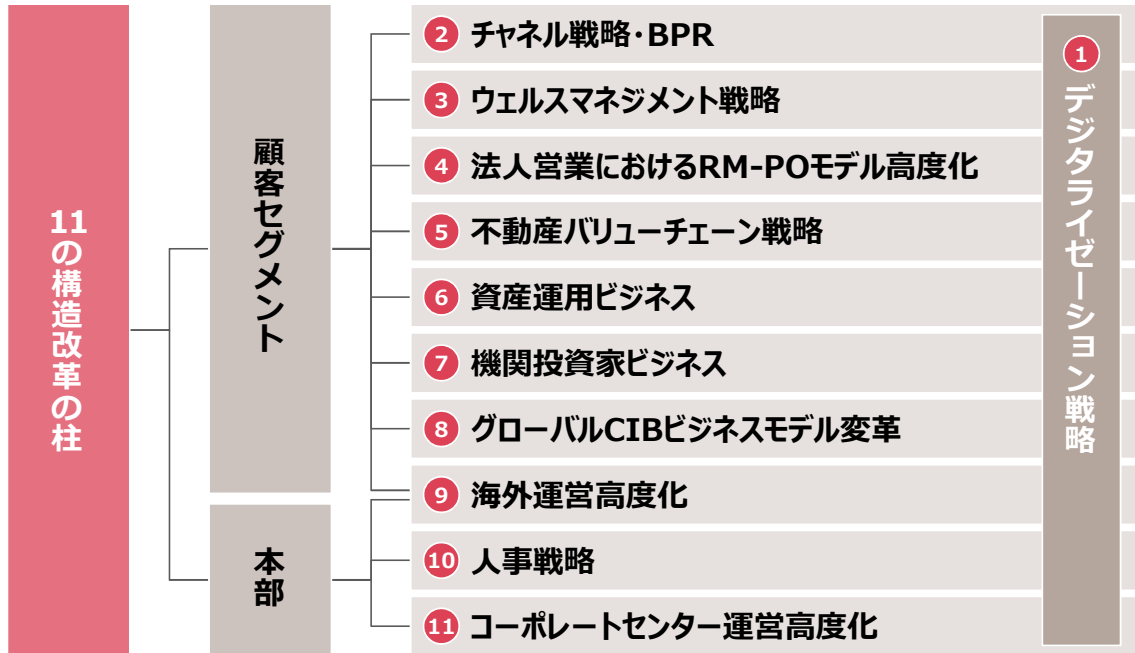 11の構造改革の柱
顧客セグメント
本部
2 チャネル戦略・BPR
3 ウェルスマネジメント戦略
4 法人営業におけるRM-POモデル高度化
5 不動産バリューチェーン戦略
6 資産運用ビジネス
7 機関投資家ビジネス
8 グローバルCIBビジネスモデル変革
9 海外運営高度化
10 人事戦略
11 コーポレートセンター運営高度化
1 デジタライゼーション戦略